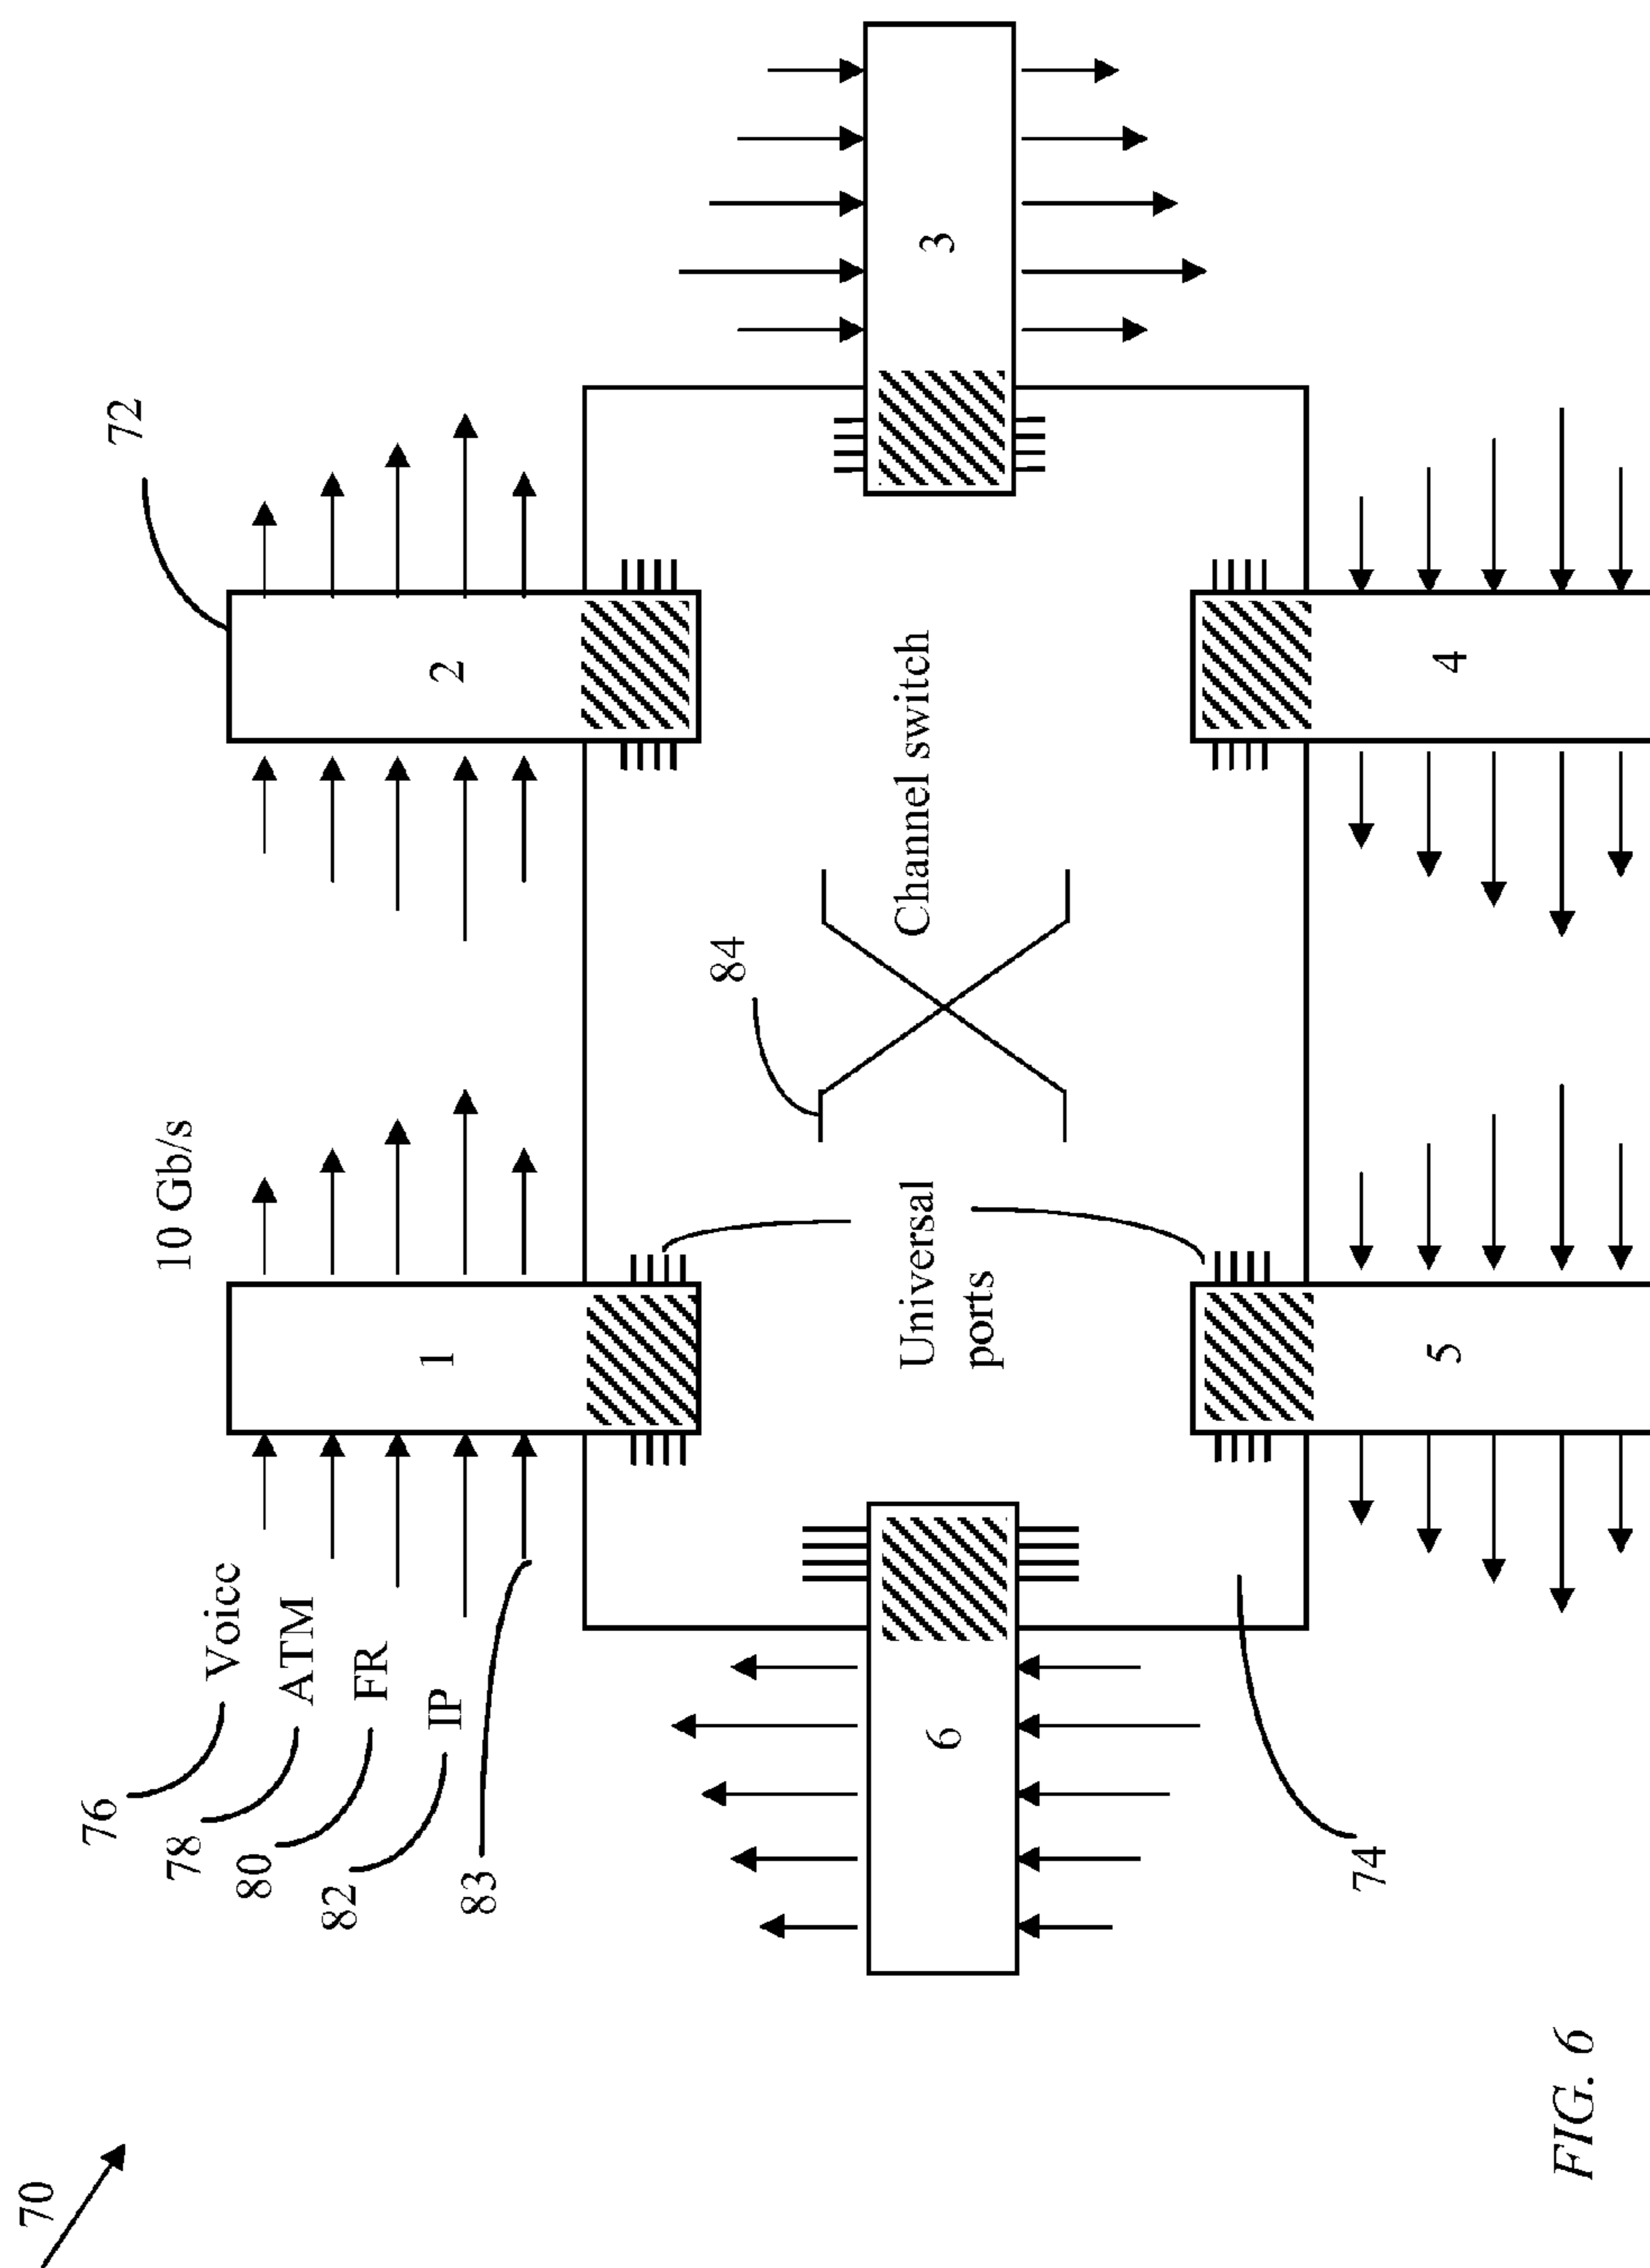 70
72
76
10 Gb/s
78
Voice
80
ATM
82
FR
IP
83
1
2
84
Universal
ports
Channel switch
6
3
74
5
4
FIG. 6